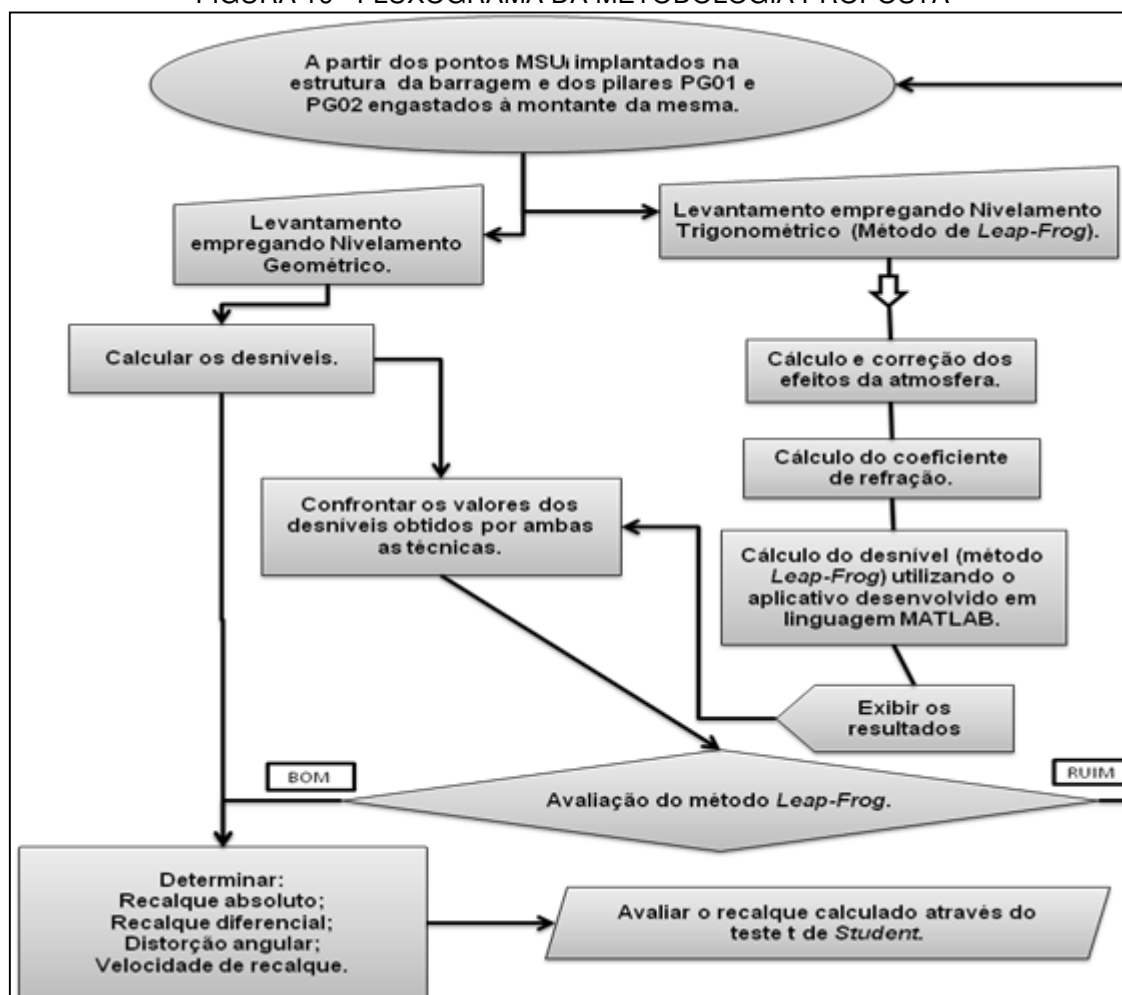 A partir dos pontos MSUi implantados na
estrutura da barragem e dos pilares PG01 e
PG02 engastados à montante da mesma.
Levantamento
empregando Nivelamento
Geométrico.
Levantamento empregando Nivelamento
Trigonométrico (Método de Leap-Frog).
Calcular os desníveis.
Cálculo e correção dos
efeitos da atmosfera.
Cálculo do coeficiente
de refração.
Confrontar os valores dos
desníveis obtidos por ambas
as técnicas.
Cálculo do desnível (método
Leap-Frog) utilizando o
aplicativo desenvolvido em
linguagem MATLAB.
Exibir os
resultados
BOM
RUIM
Avaliação do método Leap-Frog.
Determinar:
Recalque absoluto;
Recalque diferencial;
Distorção angular;
Velocidade de recalque.
Avaliar o recalque calculado através do
teste t de Student.